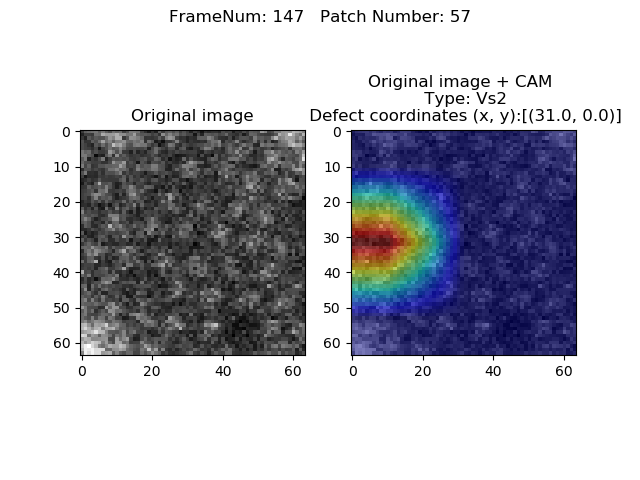 FrameNum: 147   Patch Number: 57
Original image
Original image + CAM
Type: Vs2
Defect coordinates (x, y):[(31.0, 0.0)]
0
10
20
30
40
50
60
0 20 40 60
0
10
20
30
40
50
60
0 20 40 60